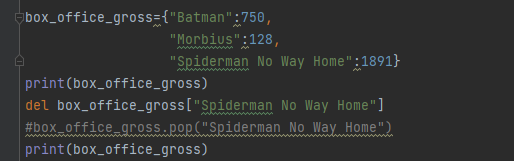 box_office_gross={"Batman":750,
"Morbius":128,
"Spiderman No Way Home":1891}
print(box_office_gross)
del box_office_gross["Spiderman No Way Home"]
#box_office_gross.pop("Spiderman No Way Home")
print(box_office_gross)